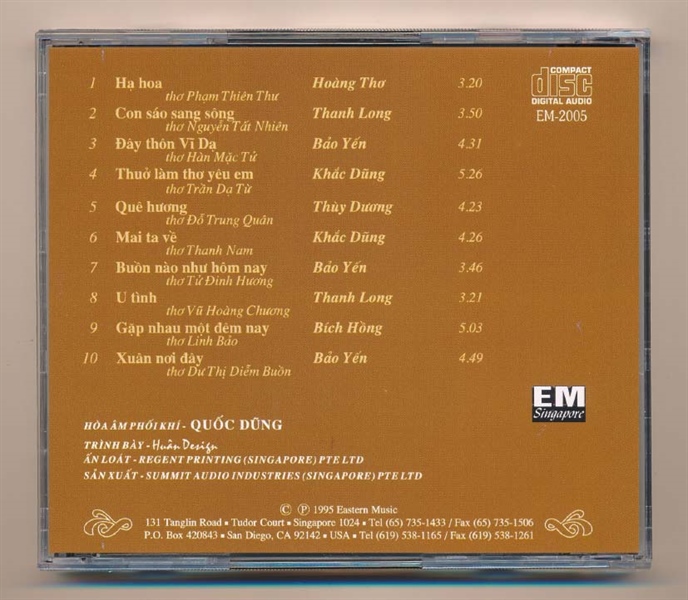 1 Hạ hoa Hoàng Thơ 3.20
thơ Phạm Thiên Thư
2 Con sáo sang sông Thanh Long 3.50
thơ Nguyễn Tất Nhiên
3 Đây thôn Vĩ Dạ Bảo Yến 4.31
thơ Hàn Mặc Tử
4 Thuở làm thơ yêu em Khắc Dũng 5.26
thơ Trần Dạ Từ
5 Quê hương Thùy Dương 4.23
thơ Đỗ Trung Quân
6 Mai ta về Khắc Dũng 4.26
thơ Thanh Nam
7 Buồn nào như hôm nay Bảo Yến 3.46
thơ Từ Đình Hương
8 U tình Thanh Long 3.21
thơ Vũ Hoàng Chương
9 Gặp nhau một đêm nay Bích Hồng 5.03
thơ Linh Bảo
10 Xuân nơi đây Bảo Yến 4.49
thơ Dư Thị Diễm Buồn
COMPACT
disc
DIGITAL AUDIO
EM-2005
EM
Singapore
HÒA ÂM PHỐI KHÍ - QUỐC DŨNG
TRÌNH BÀY - Huân Design
ẤN LOÁT - REGENT PRINTING (SINGAPORE) PTE LTD
SẢN XUẤT - SUMMIT AUDIO INDUSTRIES (SINGAPORE) PTE LTD
© ℗ 1995 Eastern Music
131 Tanglin Road ▪ Tudor Court ▪ Singapore 1024 ▪ Tel (65) 735-1433 / Fax (65) 735-1506
P.O. Box 420843 ▪ San Diego, CA 92142 ▪ USA ▪ Tel (619) 538-1165 / Fax (619) 538-1261